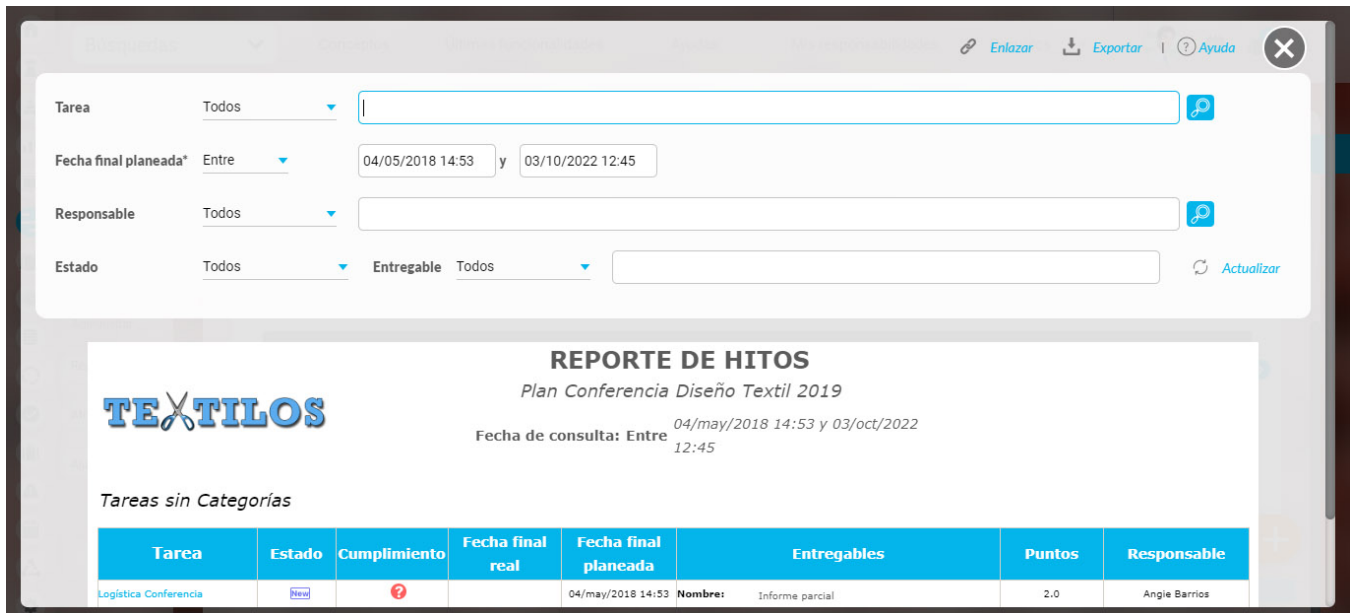 Búsquedas
Enlazar Exportar | ? Ayuda
Tarea Todos
Fecha final planeada* Entre 04/05/2018 14:53 y 03/10/2022 12:45
Responsable Todos
Estado Todos Entregable Todos Actualizar
REPORTE DE HITOS
TEXTILOS
Plan Conferencia Diseño Textil 2019
Fecha de consulta: Entre 04/may/2018 14:53 y 03/oct/2022
12:45
Tareas sin Categorías
Tarea Estado Cumplimiento Fecha final real Fecha final planeada Entregables Puntos Responsable
Logística Conferencia New ? 04/may/2018 14:53 Nombre: Informe parcial 2.0 Angie Barrios